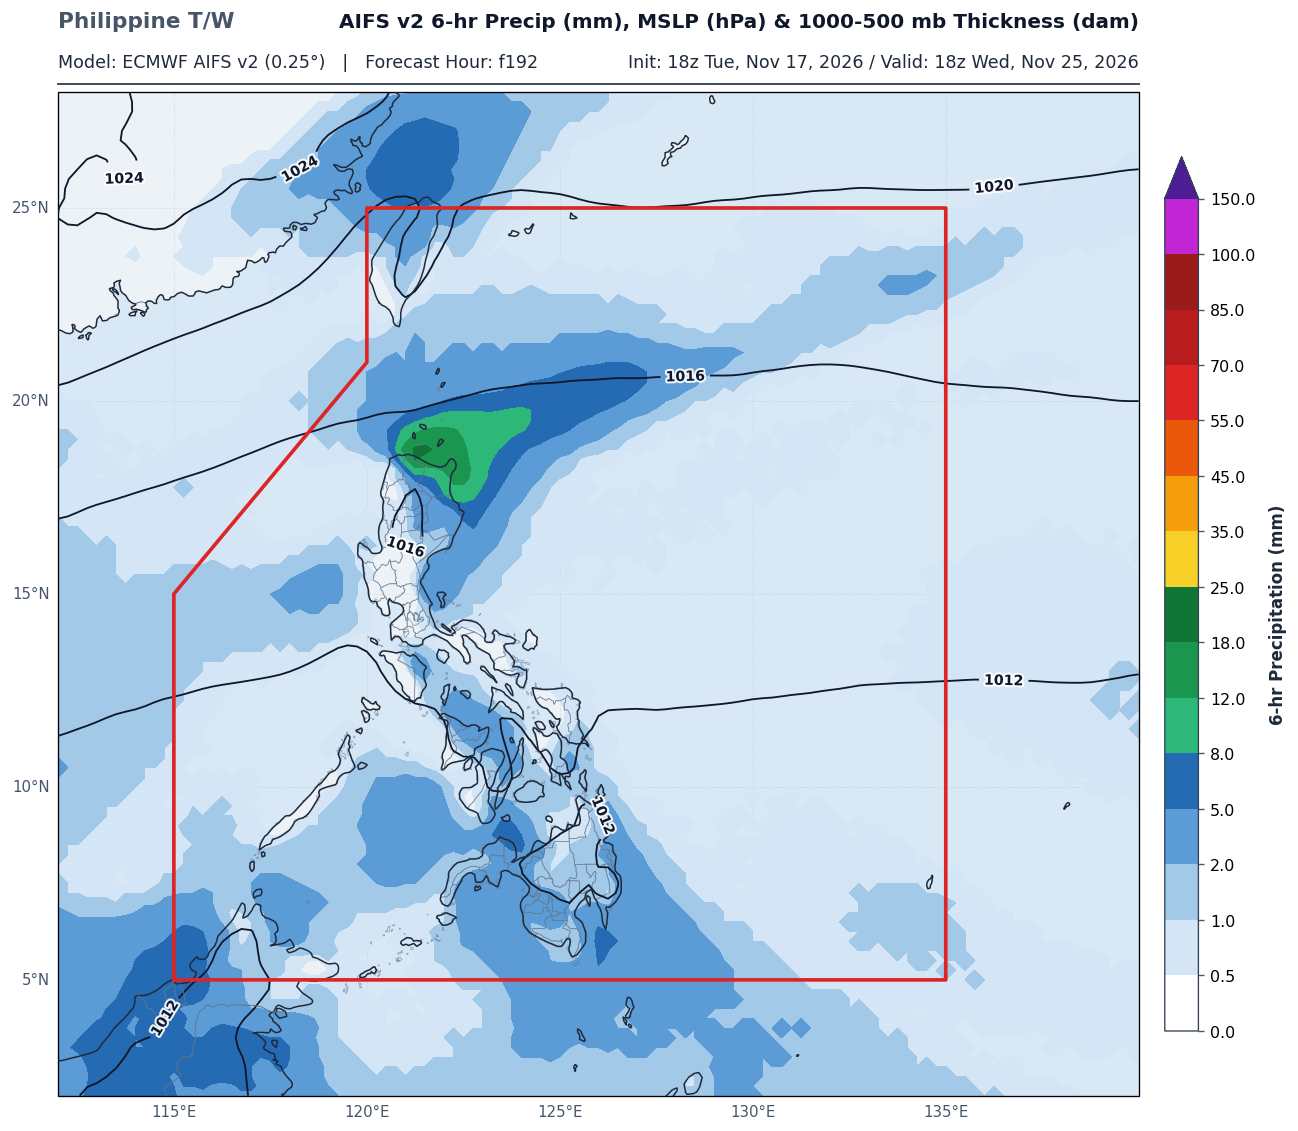 Philippine T/W
AIFS v2 6-hr Precip (mm), MSLP (hPa) & 1000-500 mb Thickness (dam)
Model: ECMWF AIFS v2 (0.25°) | Forecast Hour: f192
Init: 18z Tue, Nov 17, 2026 / Valid: 18z Wed, Nov 25, 2026
1024
1024
1020
25°N
1016
20°N
1016
15°N
1012
10°N
1012
5°N
1012
115°E
120°E
125°E
130°E
135°E
150.0
100.0
85.0
70.0
55.0
45.0
35.0
25.0
18.0
12.0
8.0
5.0
2.0
1.0
0.5
0.0
6-hr Precipitation (mm)